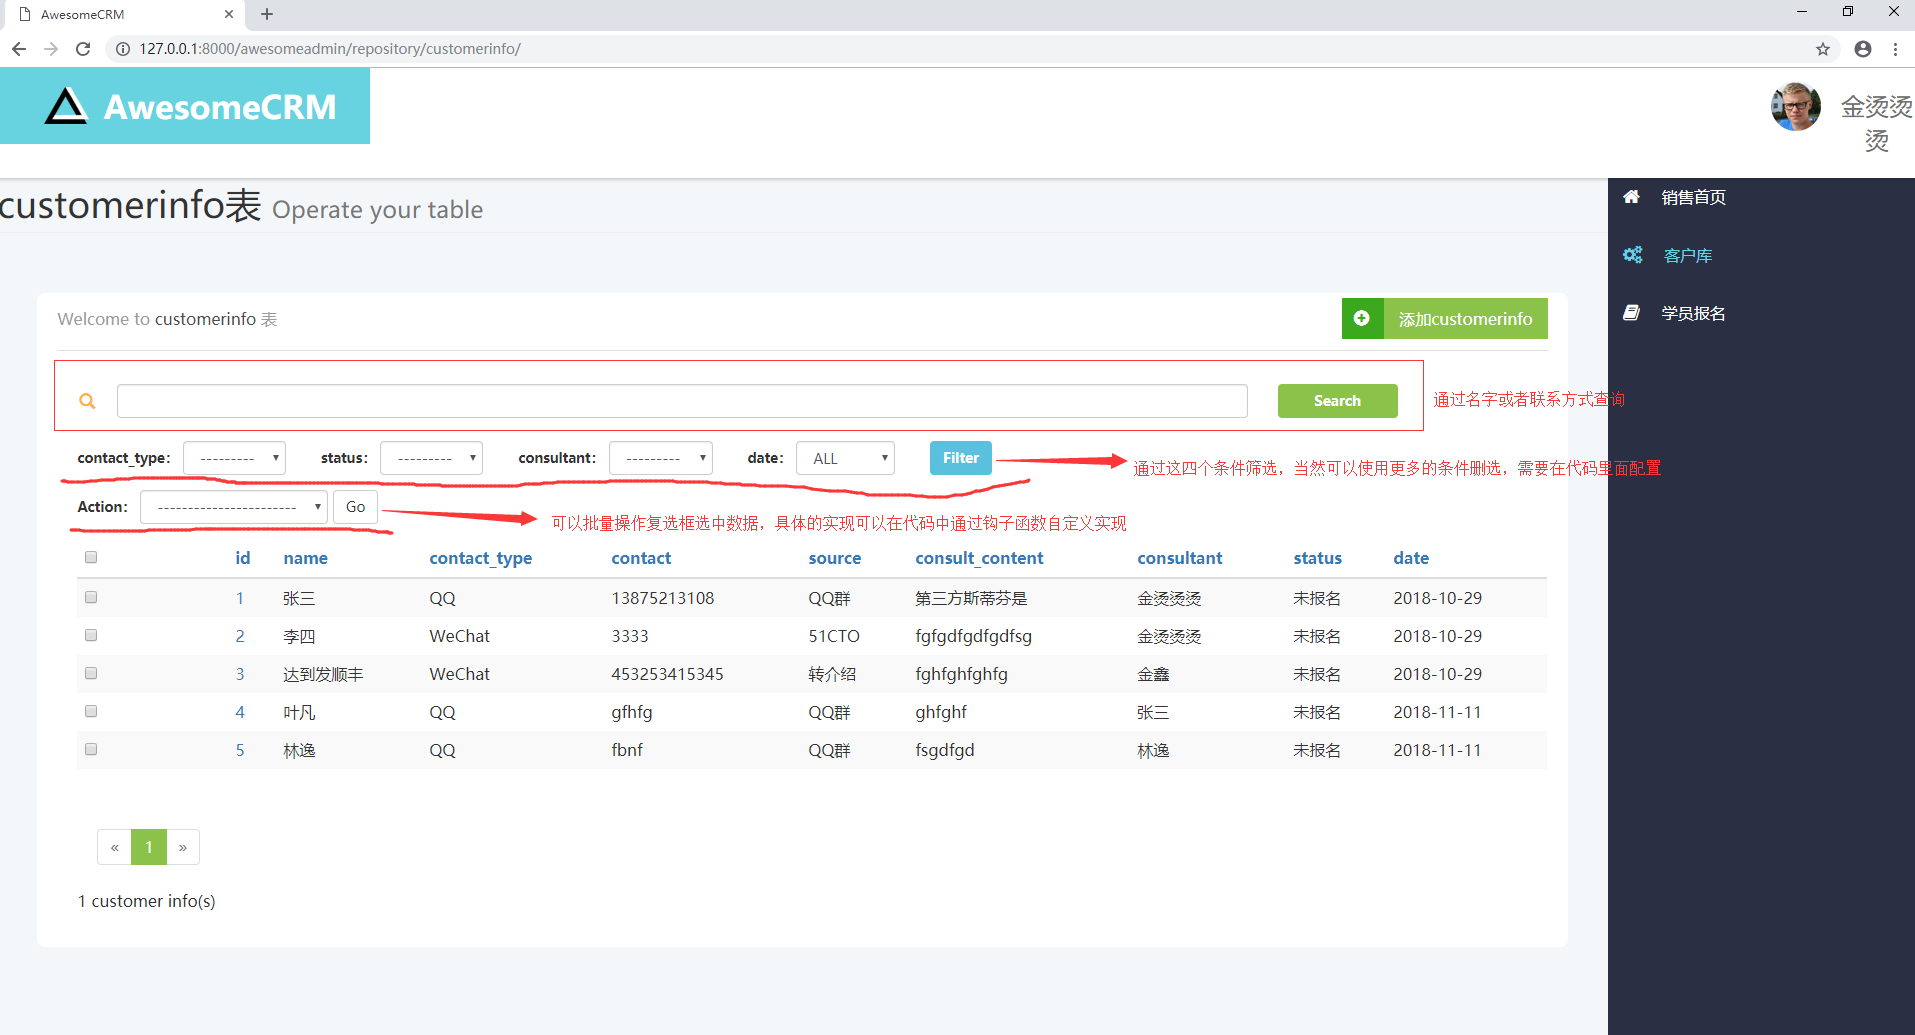 AwesomeCRM
127.0.0.1:8000/awesomeadmin/repository/customerinfo/
AwesomeCRM
金烫烫
烫
customerinfo表 Operate your table
销售首页
客户库
学员报名
Welcome to customerinfo 表
添加customerinfo
Search
通过名字或者联系方式查询
contact_type: --------- status: --------- consultant: --------- date: ALL Filter
通过这四个条件筛选，当然可以使用更多的条件删选，需要在代码里面配置
Action: ----------------------- Go
可以批量操作复选框选中数据，具体的实现可以在代码中通过钩子函数自定义实现
id name contact_type contact source consult_content consultant status date
1 张三 QQ 13875213108 QQ群 第三方斯蒂芬是 金烫烫烫 未报名 2018-10-29
2 李四 WeChat 3333 51CTO fgfgdfgdfgdfsg 金烫烫烫 未报名 2018-10-29
3 达到发顺丰 WeChat 453253415345 转介绍 fghfghfghfg 金鑫 未报名 2018-10-29
4 叶凡 QQ gfhfg QQ群 ghfghf 张三 未报名 2018-11-11
5 林逸 QQ fbnf QQ群 fsgdfgd 林逸 未报名 2018-11-11
« 1 »
1 customer info(s)